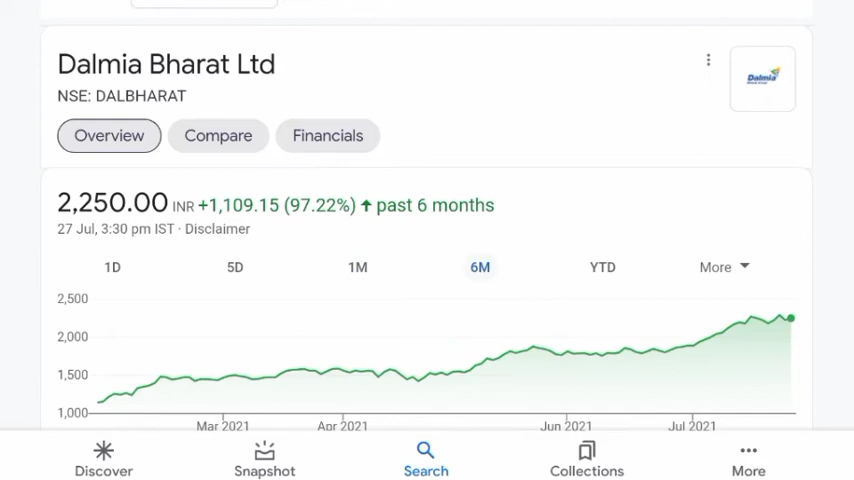 Dalmia Bharat Ltd
NSE: DALBHARAT
Dalmia
Overview Compare Financials
2,250.00 INR +1,109.15 (97.22%) ↑ past 6 months
27 Jul, 3:30 pm IST · Disclaimer
1D 5D 1M 6M YTD More
2,500
2,000
1,500
1,000
Mar 2021 Apr 2021 Jun 2021 Jul 2021
Discover Snapshot Search Collections More